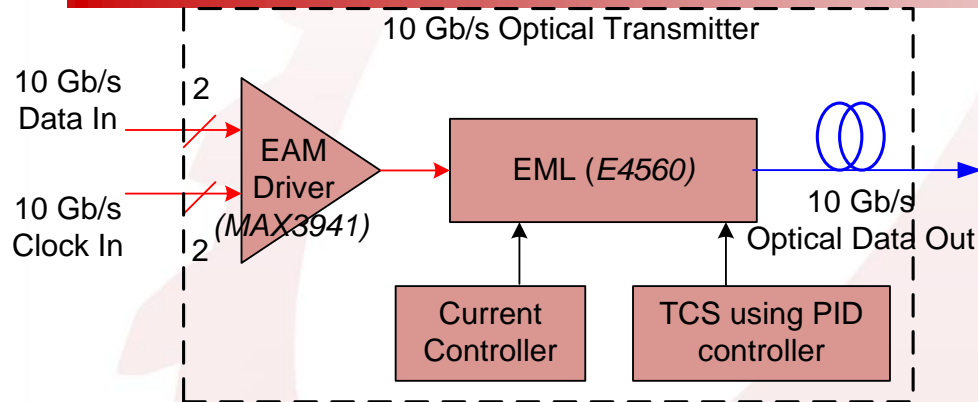 10 Gb/s Optical Transmitter
10 Gb/s
Data In
2
EAM
Driver
(MAX3941)
10 Gb/s
Clock In
2
EML (E4560)
10 Gb/s
Optical Data Out
Current
Controller
TCS using PID
controller